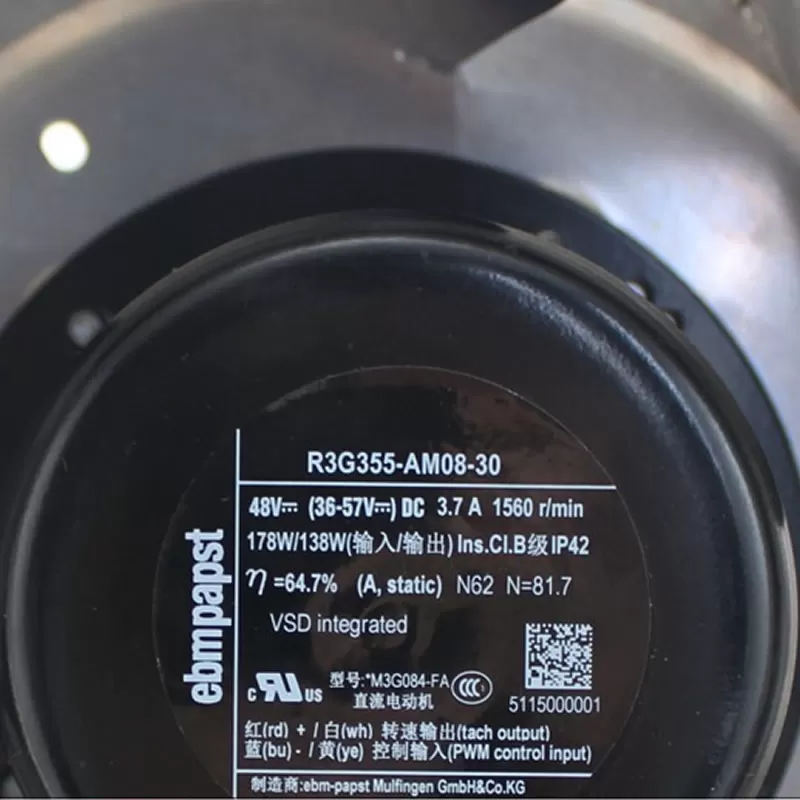 R3G355-AM08-30
48V⎓ (36-57V⎓) DC 3.7 A 1560 r/min
178W/138W(输入/输出) Ins.Cl.B级 IP42
η =64.7% (A, static) N62 N=81.7
VSD integrated
ebmpapst
c RU US
型号:*M3G084-FA
直流电动机
CCC
5115000001
红(rd) + / 白(wh) 转速输出(tach output)
蓝(bu) - / 黄(ye) 控制输入(PWM control input)
制造商:ebm-papst Mulfingen GmbH&Co.KG